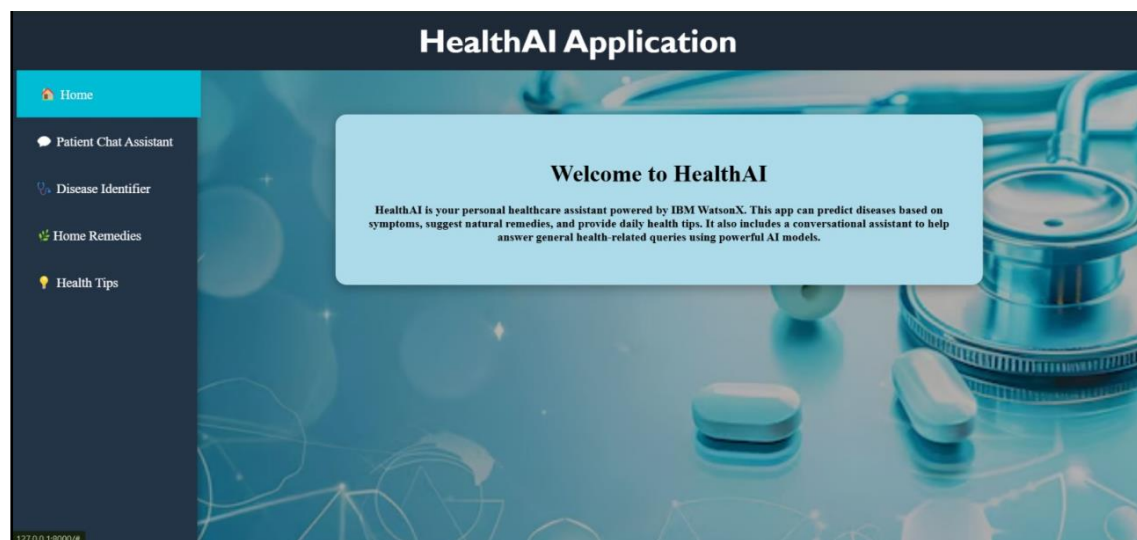 HealthAI Application
Home
Patient Chat Assistant
Disease Identifier
Home Remedies
Health Tips
Welcome to HealthAI
HealthAI is your personal healthcare assistant powered by IBM WatsonX. This app can predict diseases based on
symptoms, suggest natural remedies, and provide daily health tips. It also includes a conversational assistant to help
answer general health-related queries using powerful AI models.
127.0.0.1:8000/#